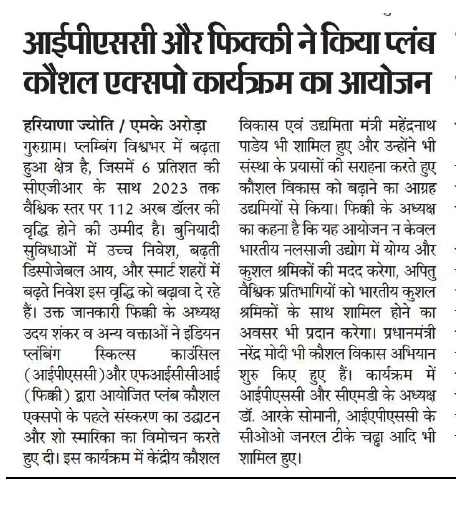 आईपीएससी और फिक्की ने किया प्लंब
कौशल एक्सपो कार्यक्रम का आयोजन
हरियाणा ज्योति / एमके अरोड़ा
गुरुग्राम। प्लम्बिंग विश्वभर में बढ़ता
हुआ क्षेत्र है, जिसमें 6 प्रतिशत की
सीएजीआर के साथ 2023 तक
वैश्विक स्तर पर 112 अरब डॉलर की
वृद्धि होने की उम्मीद है। बुनियादी
सुविधाओं में उच्च निवेश, बढ़ती
डिस्पोजेबल आय, और स्मार्ट शहरों में
बढ़ते निवेश इस वृद्धि को बढ़ावा दे रहे
हैं। उक्त जानकारी फिक्की के अध्यक्ष
उदय शंकर व अन्य वक्ताओं ने इंडियन
प्लंबिंग स्किल्स काउंसिल
(आईपीएससी)और एफआईसीसीआई
(फिक्की) द्वारा आयोजित प्लंब कौशल
एक्सपो के पहले संस्करण का उद्घाटन
और शो स्मारिका का विमोचन करते
हुए दी। इस कार्यक्रम में केंद्रीय कौशल
विकास एवं उद्यमिता मंत्री महेंद्रनाथ
पाडेय भी शामिल हुए और उन्होंने भी
संस्था के प्रयासों की सराहना करते हुए
कौशल विकास को बढ़ाने का आग्रह
उद्यमियों से किया। फिक्की के अध्यक्ष
का कहना है कि यह आयोजन न केवल
भारतीय नलसाजी उद्योग में योग्य और
कुशल श्रमिकों की मदद करेगा, अपितु
वैश्विक प्रतिभागियों को भारतीय कुशल
श्रमिकों के साथ शामिल होने का
अवसर भी प्रदान करेगा। प्रधानमंत्री
नरेंद्र मोदी भी कौशल विकास अभियान
शुरु किए हुए हैं। कार्यक्रम में
आईपीएससी और सीएमडी के अध्यक्ष
डॉ. आरके सोमानी, आईएपीएससी के
सीओओ जनरल टीके चढ्ढा आदि भी
शामिल हुए।